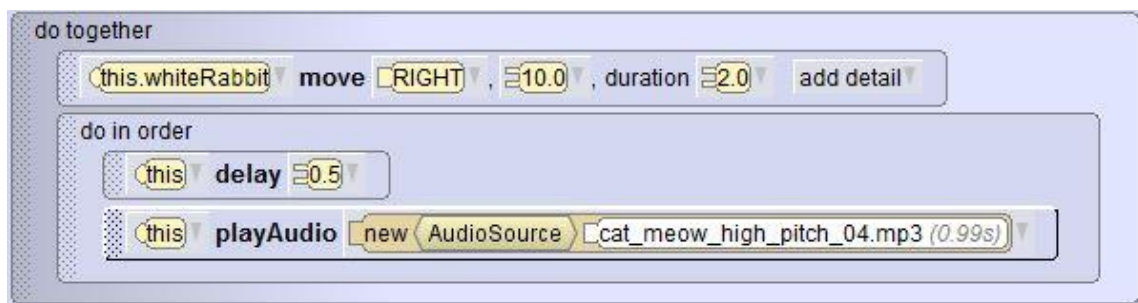 do together
this.whiteRabbit move RIGHT , 10.0 , duration 2.0 add detail
do in order
this delay 0.5
this playAudio new AudioSource cat_meow_high_pitch_04.mp3 (0.99s)